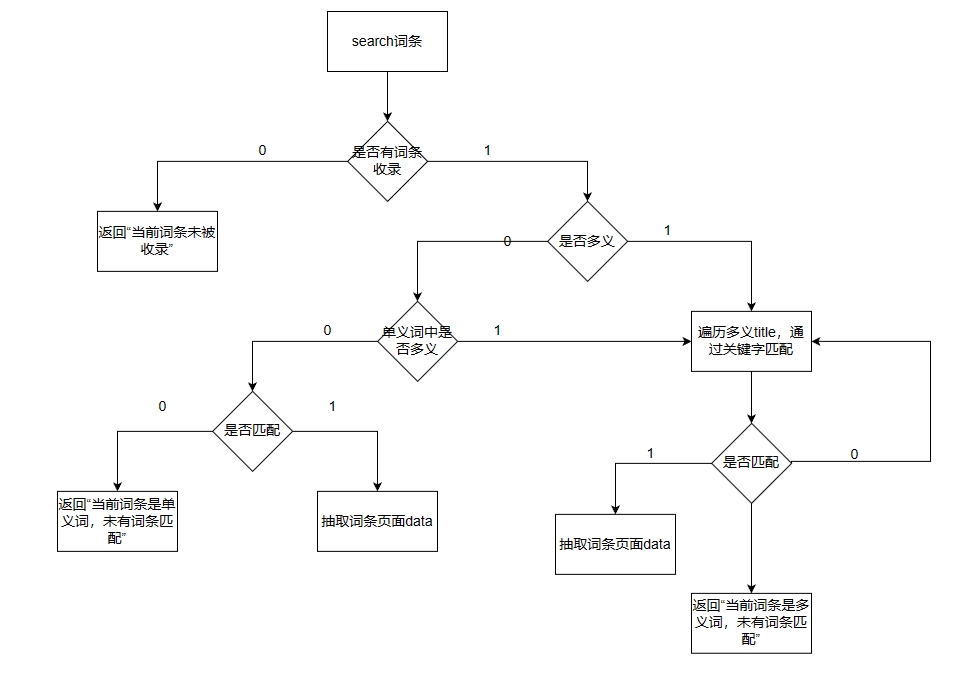 search词条
是否有词条
收录
0
1
返回“当前词条未被
收录”
是否多义
0
1
单义词中是
否多义
0
1
遍历多义title，通
过关键字匹配
是否匹配
0
1
返回“当前词条是单
义词，未有词条匹
配”
抽取词条页面data
是否匹配
1
0
抽取词条页面data
返回“当前词条是多
义词，未有词条匹
配”